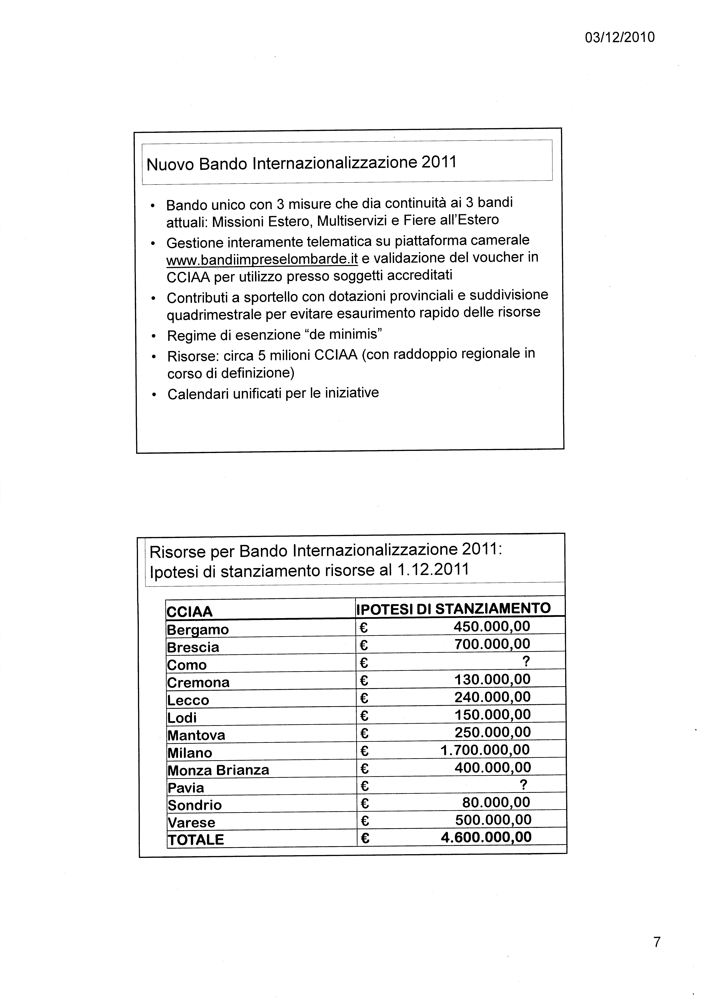 03/12/2010
Nuovo Bando Internazionalizzazione 2011
• Bando unico con 3 misure che dia continuità ai 3 bandi
attuali: Missioni Estero, Multiservizi e Fiere all'Estero
• Gestione interamente telematica su piattaforma camerale
www.bandiimpreselombarde.it e validazione del voucher in
CCIAA per utilizzo presso soggetti accreditati
• Contributi a sportello con dotazioni provinciali e suddivisione
quadrimestrale per evitare esaurimento rapido delle risorse
• Regime di esenzione “de minimis”
• Risorse: circa 5 milioni CCIAA (con raddoppio regionale in
corso di definizione)
• Calendari unificati per le iniziative
Risorse per Bando Internazionalizzazione 2011:
Ipotesi di stanziamento risorse al 1.12.2011
CCIAA IPOTESI DI STANZIAMENTO
Bergamo € 450.000,00
Brescia € 700.000,00
Como € ?
Cremona € 130.000,00
Lecco € 240.000,00
Lodi € 150.000,00
Mantova € 250.000,00
Milano € 1.700.000,00
Monza Brianza € 400.000,00
Pavia € ?
Sondrio € 80.000,00
Varese € 500.000,00
TOTALE € 4.600.000,00
7